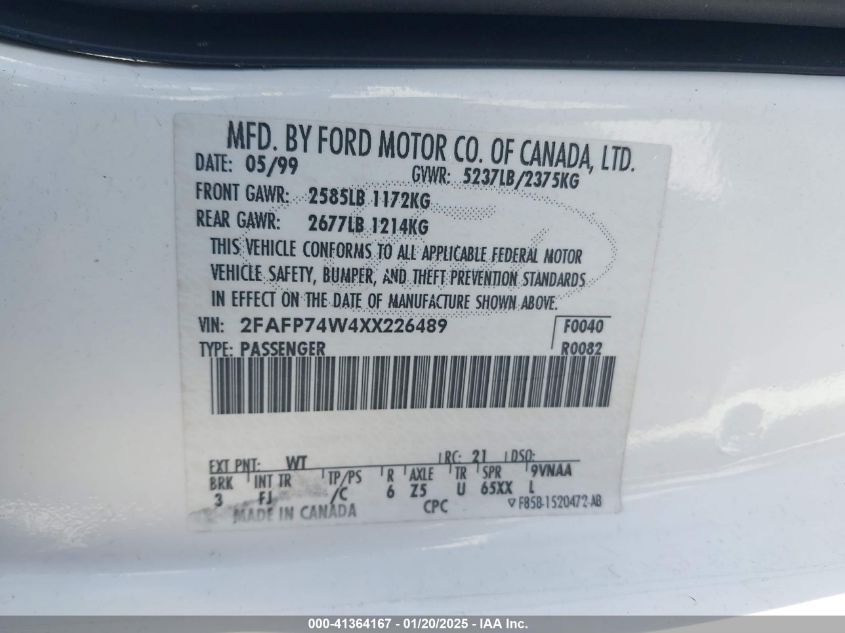 MFD. BY FORD MOTOR CO. OF CANADA, LTD.
DATE: 05/99 GVWR: 5237LB/2375KG
FRONT GAWR: 2585LB 1172KG
REAR GAWR: 2677LB 1214KG
THIS VEHICLE CONFORMS TO ALL APPLICABLE FEDERAL MOTOR
VEHICLE SAFETY, BUMPER, AND THEFT PREVENTION STANDARDS
IN EFFECT ON THE DATE OF MANUFACTURE SHOWN ABOVE.
VIN: 2FAFP74W4XX226489 F0040
TYPE: PASSENGER R0082
EXT PNT: WT RC: 21 DSO:
BRK INT TR TP/PS R AXLE TR SPR 9VNAA
3 FJ /C 6 Z5 U 65XX L
MADE IN CANADA CPC F85B-1520472-AB
000-41364167 - 01/20/2025 - IAA Inc.